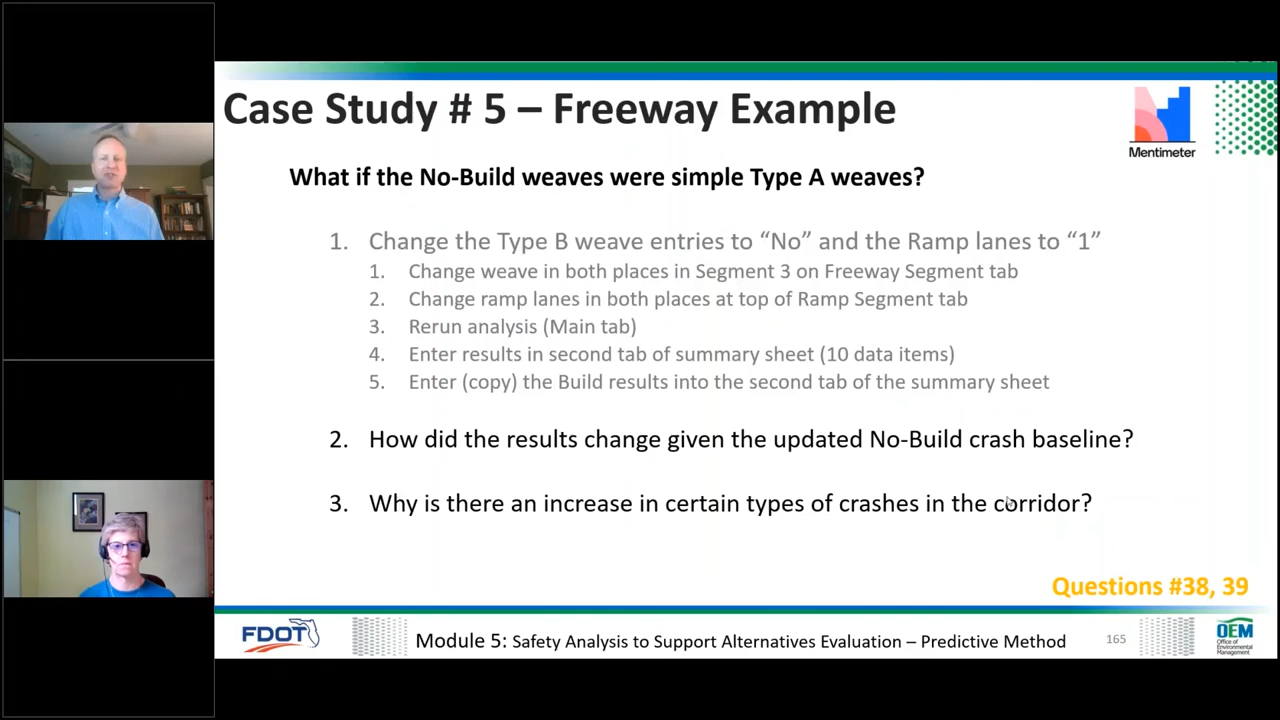 Case Study # 5 – Freeway Example
Mentimeter
What if the No-Build weaves were simple Type A weaves?
1. Change the Type B weave entries to “No” and the Ramp lanes to “1”
1. Change weave in both places in Segment 3 on Freeway Segment tab
2. Change ramp lanes in both places at top of Ramp Segment tab
3. Rerun analysis (Main tab)
4. Enter results in second tab of summary sheet (10 data items)
5. Enter (copy) the Build results into the second tab of the summary sheet
2. How did the results change given the updated No-Build crash baseline?
3. Why is there an increase in certain types of crashes in the corridor?
Questions #38, 39
FDOT
Module 5: Safety Analysis to Support Alternatives Evaluation – Predictive Method
165
OEM
Office of
Environmental
Management